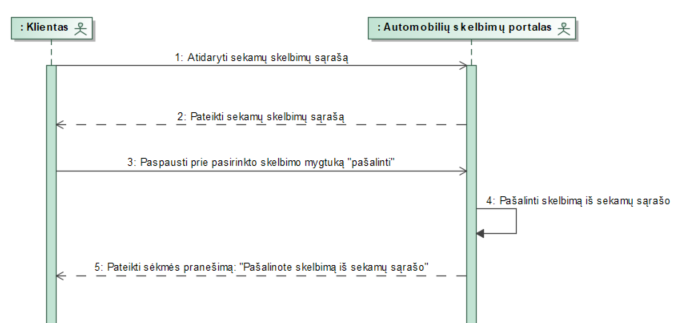 : Klientas
: Automobilių skelbimų portalas
1: Atidaryti sekamų skelbimų sąrašą
2: Pateikti sekamų skelbimų sąrašą
3: Paspausti prie pasirinkto skelbimo mygtuką "pašalinti"
4: Pašalinti skelbimą iš sekamų sąrašo
5: Pateikti sėkmės pranešimą: "Pašalinote skelbimą iš sekamų sąrašo"